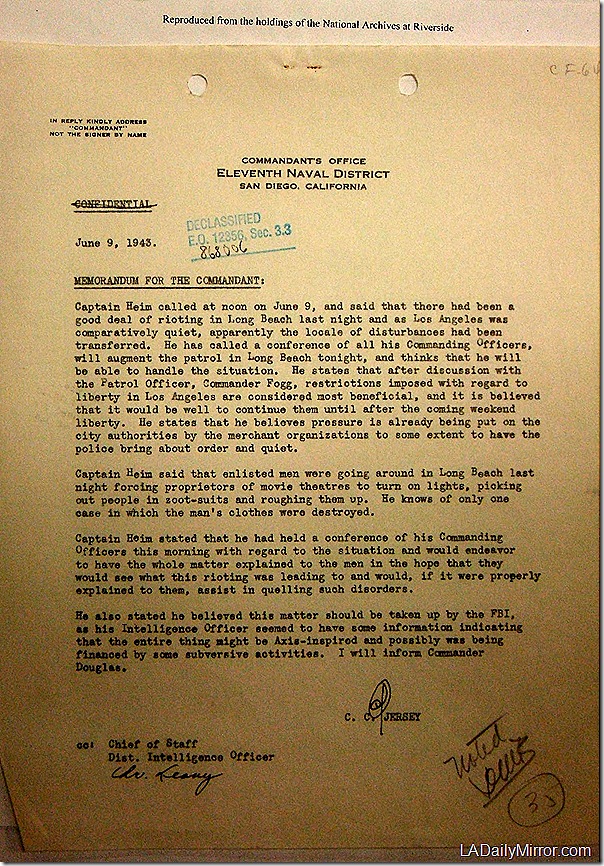 Reproduced from the holdings of the National Archives at Riverside
CF-61
IN REPLY KINDLY ADDRESS
"COMMANDANT"
NOT THE SIGNER BY NAME
COMMANDANT'S OFFICE
ELEVENTH NAVAL DISTRICT
SAN DIEGO, CALIFORNIA
CONFIDENTIAL
DECLASSIFIED
E.O. 12356, Sec. 3.3
868006
June 9, 1943.
MEMORANDUM FOR THE COMMANDANT:
Captain Heim called at noon on June 9, and said that there had been a
good deal of rioting in Long Beach last night and as Los Angeles was
comparatively quiet, apparently the locale of disturbances had been
transferred. He has called a conference of all his Commanding Officers,
will augment the patrol in Long Beach tonight, and thinks that he will
be able to handle the situation. He states that after discussion with
the Patrol Officer, Commander Fogg, restrictions imposed with regard to
liberty in Los Angeles are considered most beneficial, and it is believed
that it would be well to continue them until after the coming weekend
liberty. He states that he believes pressure is already being put on the
city authorities by the merchant organizations to some extent to have the
police bring about order and quiet.
Captain Heim said that enlisted men were going around in Long Beach last
night forcing proprietors of movie theatres to turn on lights, picking
out people in zoot-suits and roughing them up. He knows of only one
case in which the man's clothes were destroyed.
Captain Heim stated that he had held a conference of his Commanding
Officers this morning with regard to the situation and would endeavor
to have the whole matter explained to the men in the hope that they
would see what this rioting was leading to and would, if it were properly
explained to them, assist in quelling such disorders.
He also stated he believed this matter should be taken up by the FBI,
as his Intelligence Officer seemed to have some information indicating
that the entire thing might be Axis-inspired and possibly was being
financed by some subversive activities. I will inform Commander
Douglas.
C. C. JERSEY
cc: Chief of Staff
Dist. Intelligence Officer
Noted
LADailyMirror.com